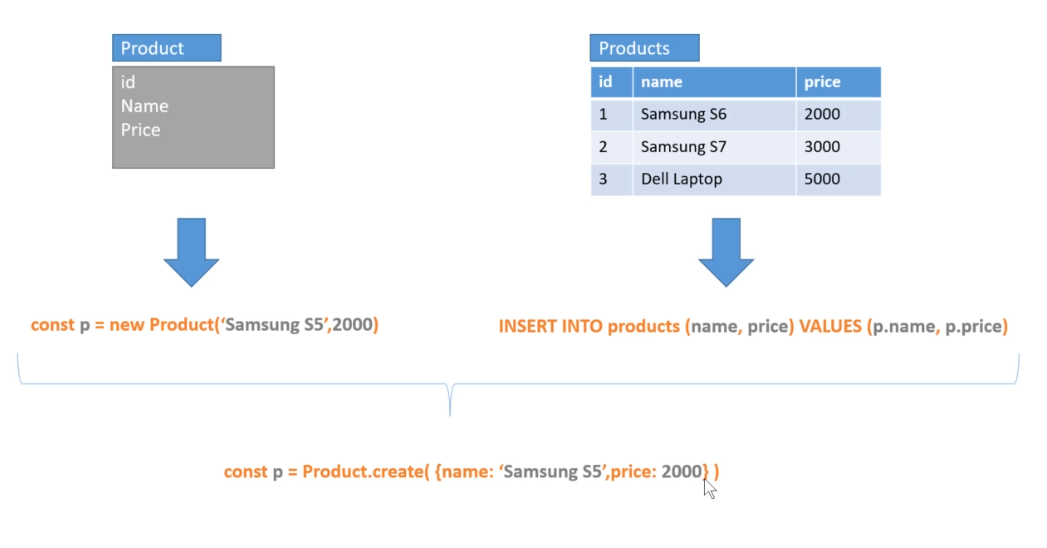 Product
id
Name
Price
Products
id name price
1 Samsung S6 2000
2 Samsung S7 3000
3 Dell Laptop 5000
const p = new Product(‘Samsung S5’,2000)
INSERT INTO products (name, price) VALUES (p.name, p.price)
const p = Product.create( {name: ‘Samsung S5’,price: 2000} )